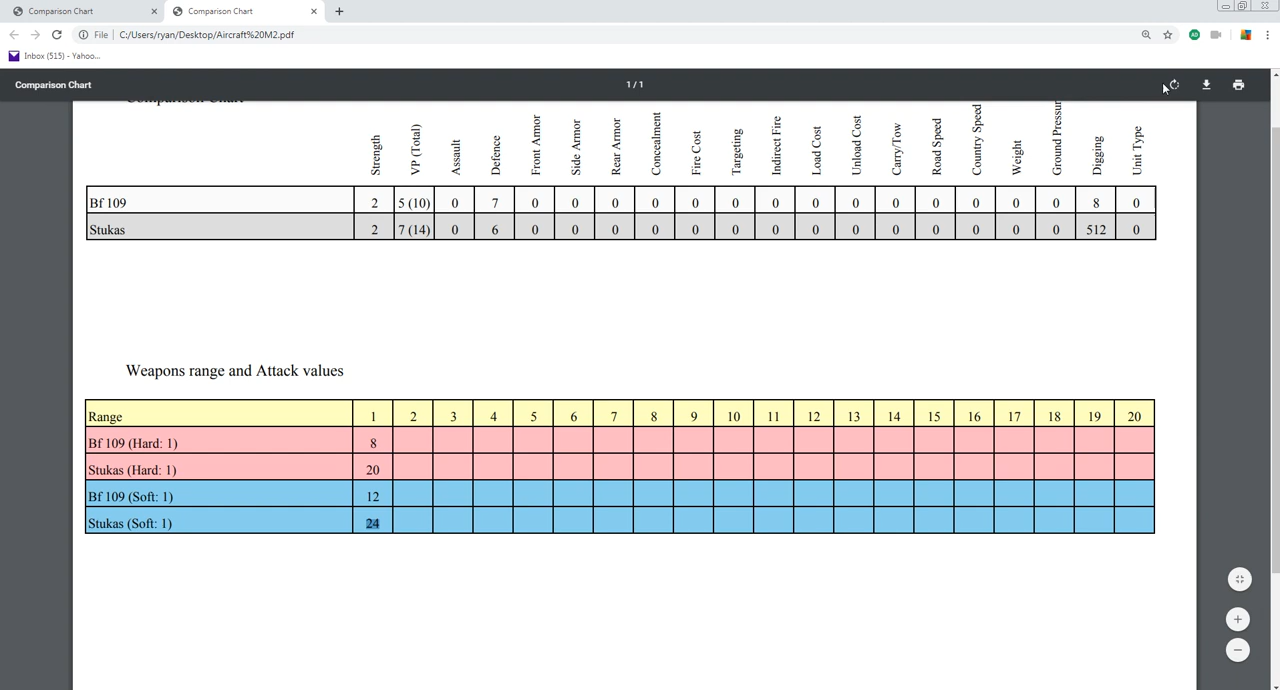 Comparison Chart
Comparison Chart
File C:/Users/ryan/Desktop/Aircraft%20M2.pdf
Inbox (515) - Yahoo...
Comparison Chart 1 / 1
Comparison Chart
Strength VP (Total) Assault Defence Front Armor Side Armor Rear Armor Concealment Fire Cost Targeting Indirect Fire Load Cost Unload Cost Carry/Tow Road Speed Country Speed Weight Ground Pressur Digging Unit Type
Bf 109 2 5 (10) 0 7 0 0 0 0 0 0 0 0 0 0 0 0 0 0 8 0
Stukas 2 7 (14) 0 6 0 0 0 0 0 0 0 0 0 0 0 0 0 0 512 0
Weapons range and Attack values
Range 1 2 3 4 5 6 7 8 9 10 11 12 13 14 15 16 17 18 19 20
Bf 109 (Hard: 1) 8
Stukas (Hard: 1) 20
Bf 109 (Soft: 1) 12
Stukas (Soft: 1) 24